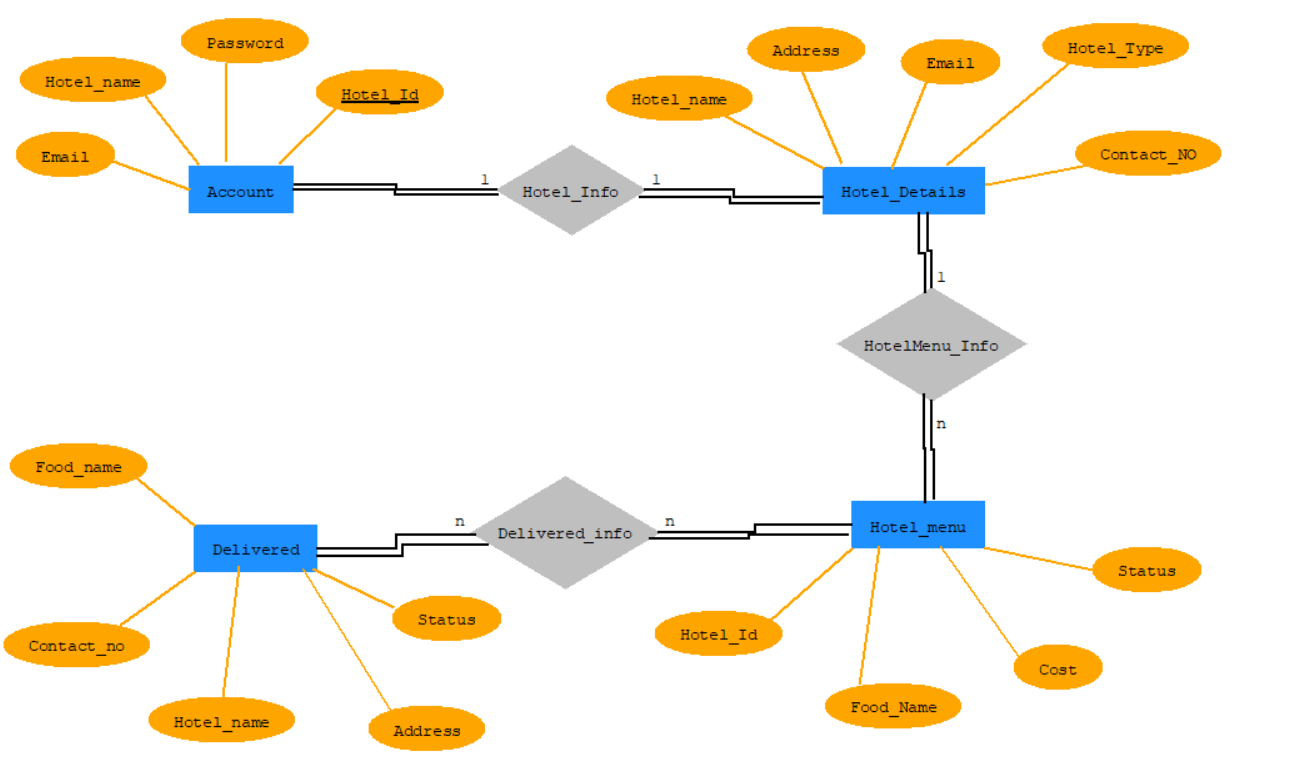 Password
Hotel_name
Hotel_Id
Email
Account
1
Hotel_Info
1
Address
Email
Hotel_Type
Hotel_name
Contact_NO
Hotel_Details
1
HotelMenu_Info
n
Food_name
Delivered
n
Delivered_info
n
Hotel_menu
Status
Contact_no
Hotel_name
Address
Status
Hotel_Id
Food_Name
Cost